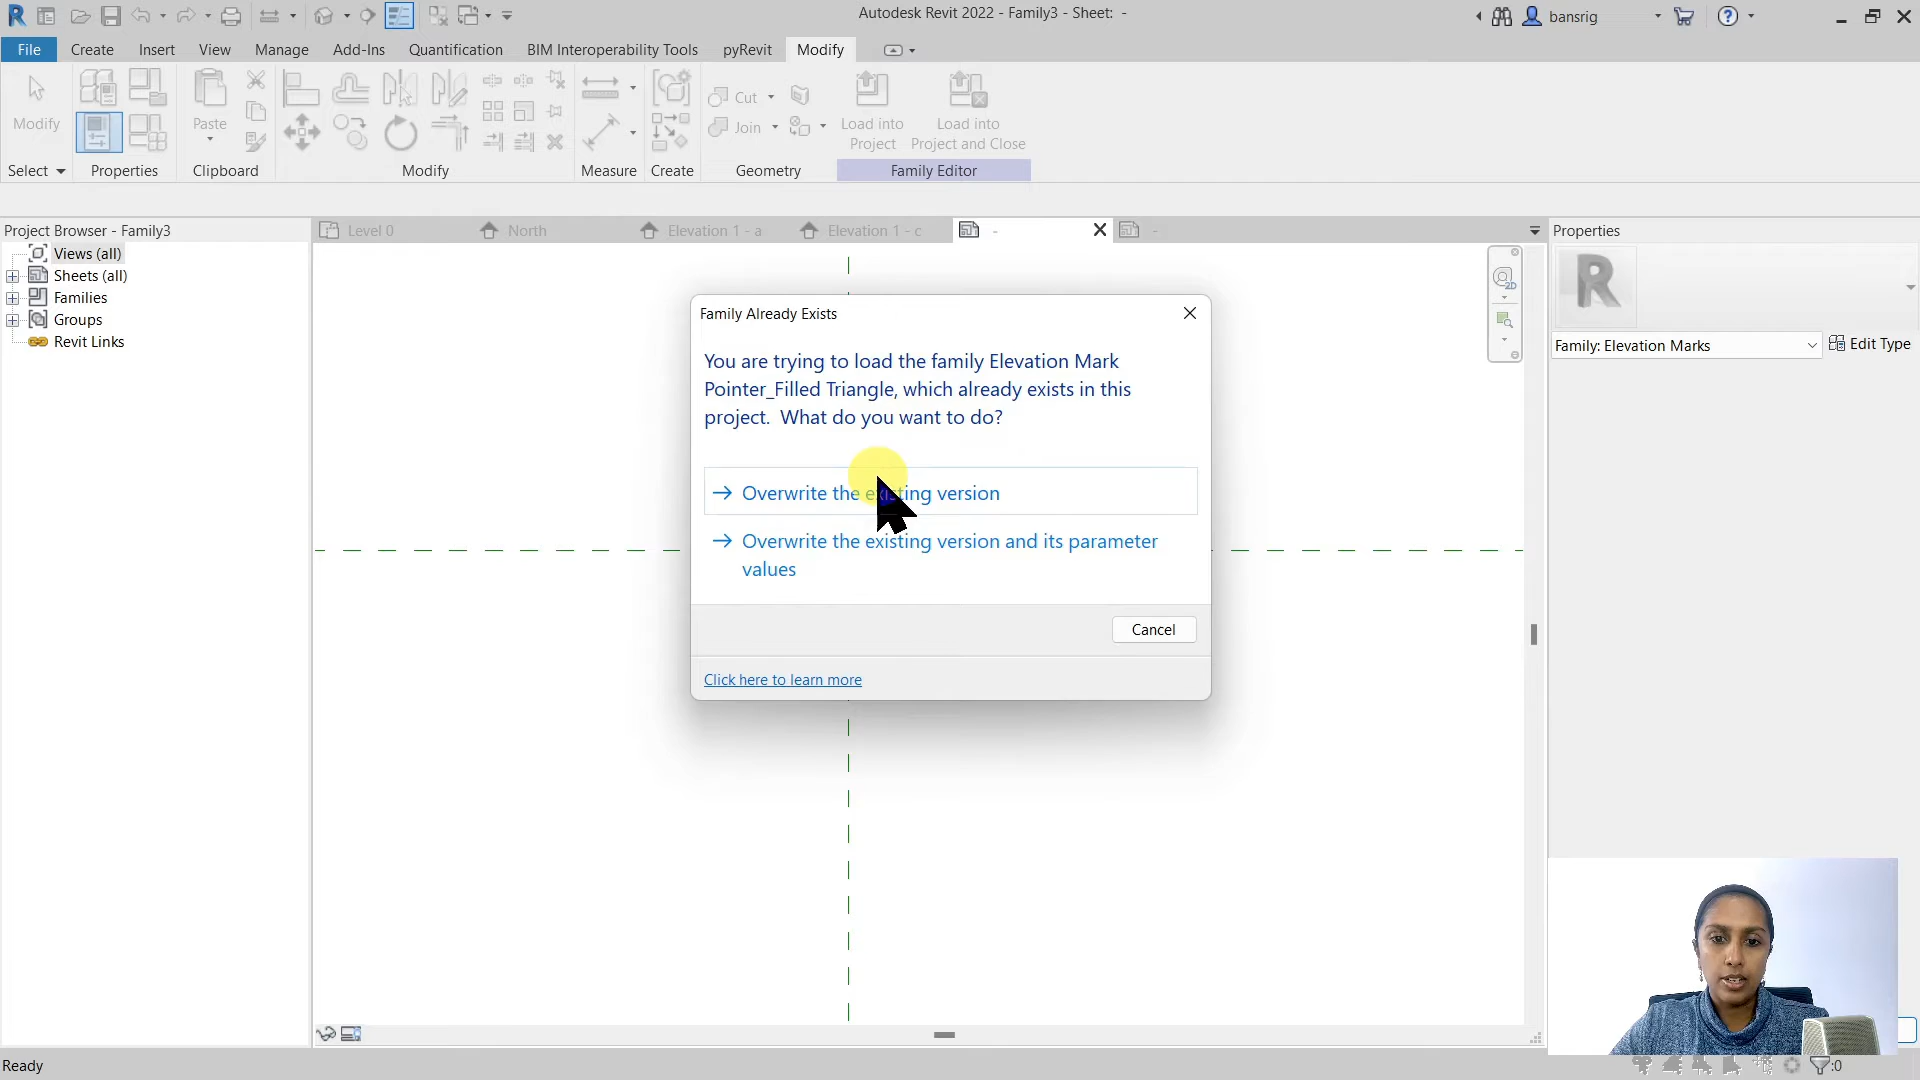 Autodesk Revit 2022 - Family3 - Sheet: -
bansrig
File Create Insert View Manage Add-Ins Quantification BIM Interoperability Tools pyRevit Modify
Modify
Paste
Cut
Join
Load into
Project
Load into
Project and Close
Select Properties Clipboard Modify Measure Create Geometry Family Editor
Project Browser - Family3
Views (all)
Sheets (all)
Families
Groups
Revit Links
Level 0 North Elevation 1 - a Elevation 1 - c - -
Properties
Family: Elevation Marks
Edit Type
2D
Family Already Exists
You are trying to load the family Elevation Mark
Pointer_Filled Triangle, which already exists in this
project. What do you want to do?
Overwrite the existing version
Overwrite the existing version and its parameter
values
Cancel
Click here to learn more
Ready
:0